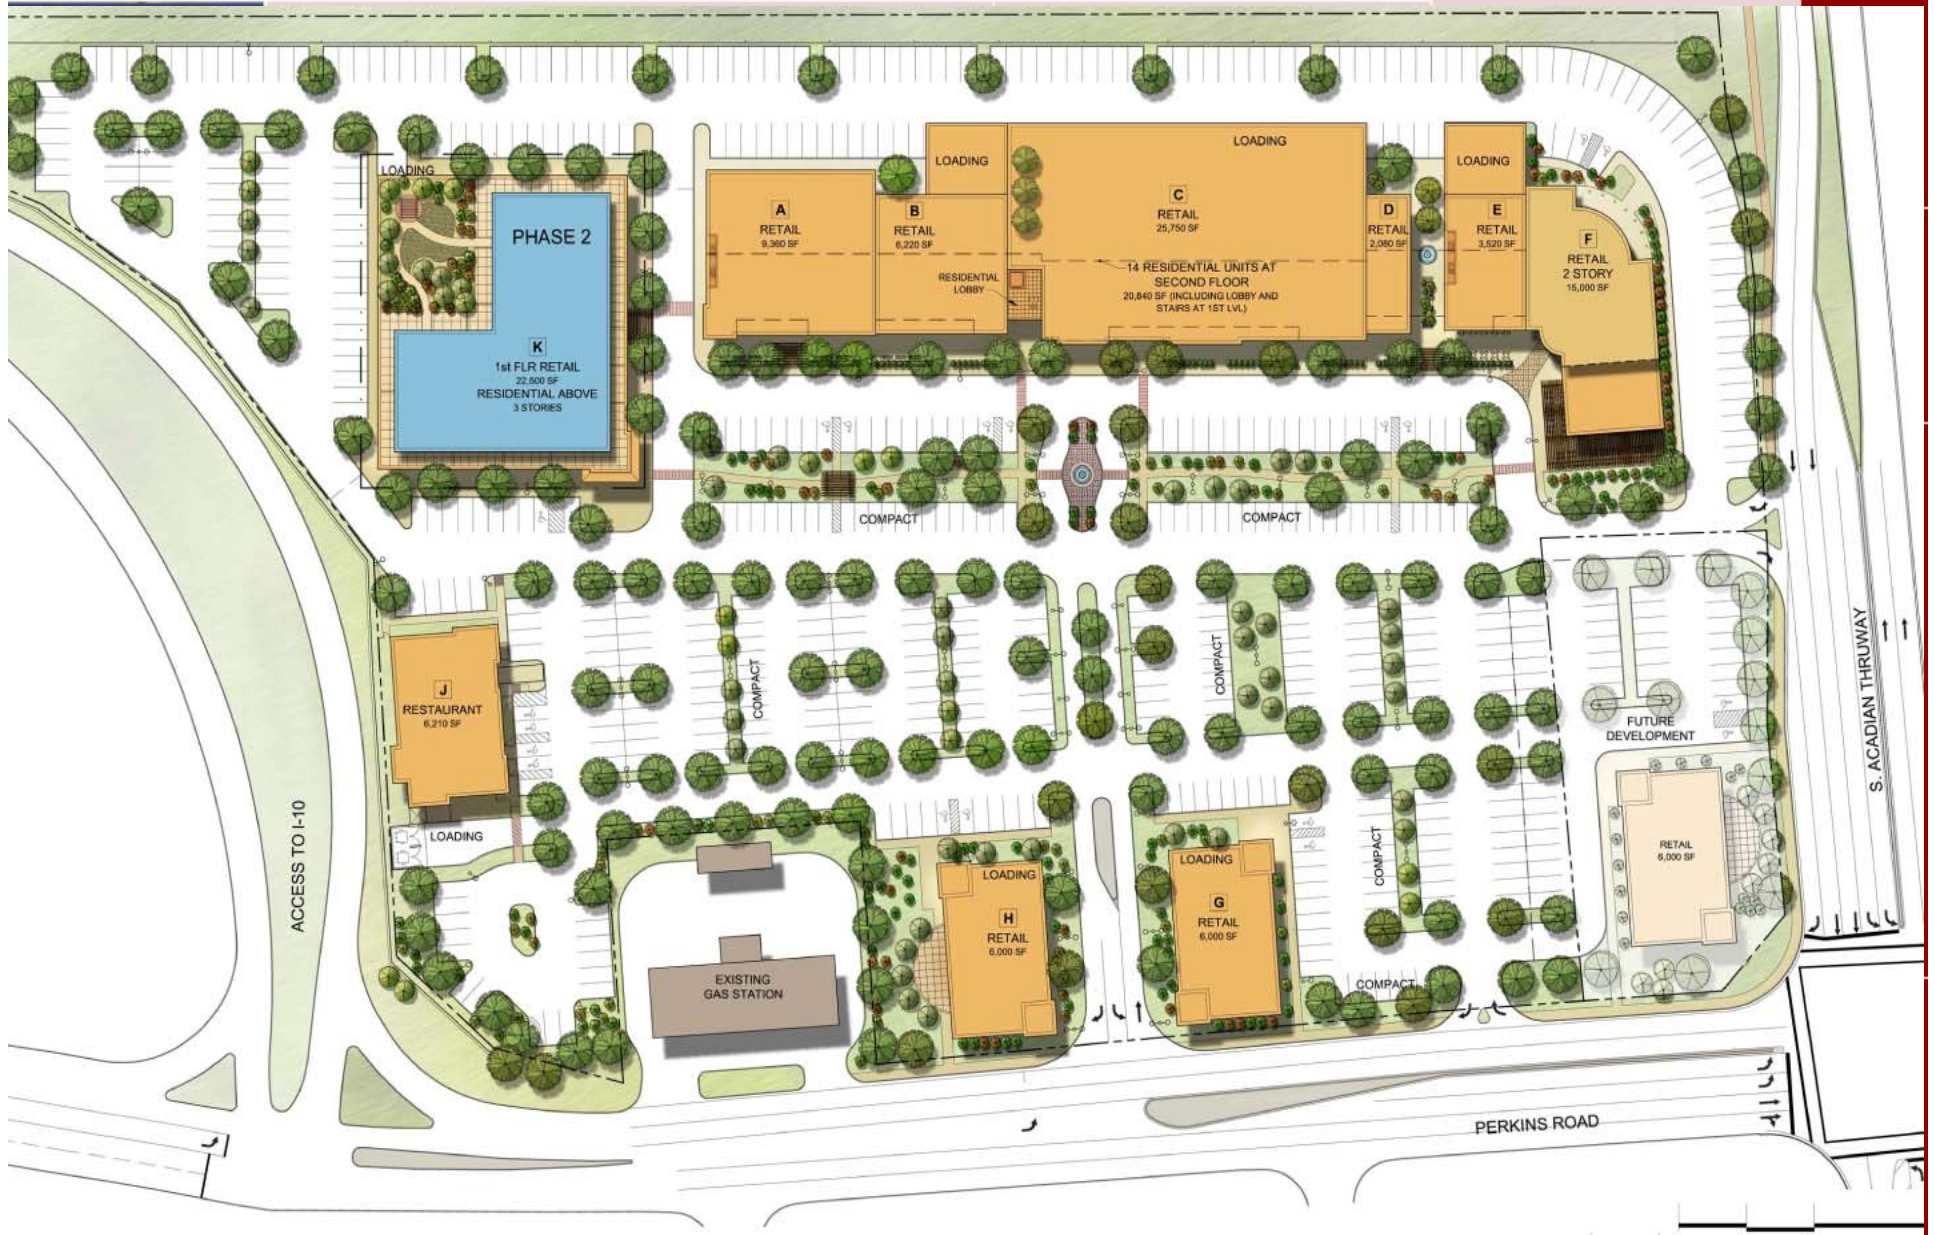 LOADING
PHASE 2
K
1st FLR RETAIL
22,500 SF
RESIDENTIAL ABOVE
3 STORIES
A
RETAIL
9,360 SF
LOADING
B
RETAIL
6,220 SF
RESIDENTIAL
LOBBY
LOADING
C
RETAIL
25,750 SF
14 RESIDENTIAL UNITS AT
SECOND FLOOR
20,840 SF (INCLUDING LOBBY AND
STAIRS AT 1ST LVL)
D
RETAIL
2,080 SF
LOADING
E
RETAIL
3,520 SF
F
RETAIL
2 STORY
15,000 SF
COMPACT
COMPACT
J
RESTAURANT
6,210 SF
LOADING
COMPACT
COMPACT
COMPACT
FUTURE
DEVELOPMENT
RETAIL
6,000 SF
EXISTING
GAS STATION
LOADING
H
RETAIL
6,000 SF
LOADING
G
RETAIL
6,000 SF
COMPACT
ACCESS TO I-10
S. ACADIAN THRUWAY
PERKINS ROAD